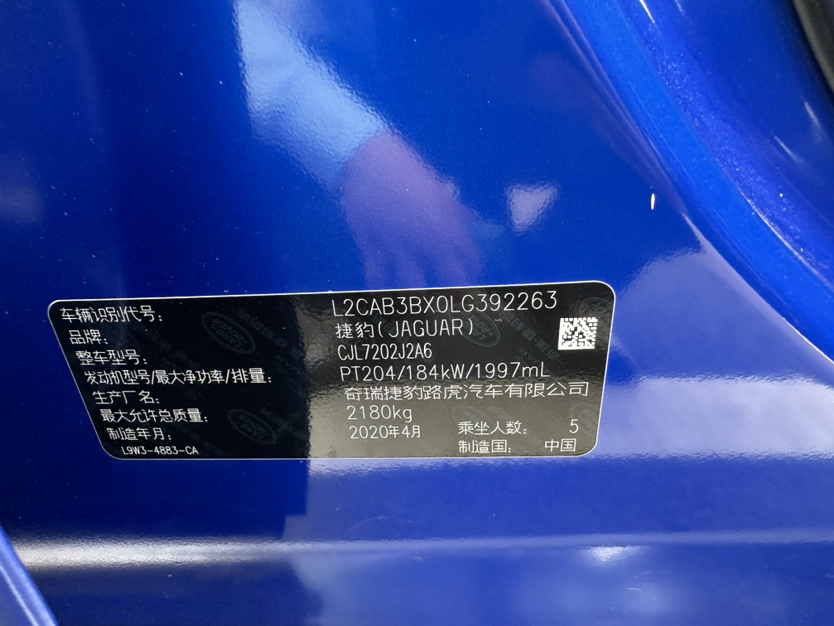 车辆识别代号: L2CAB3BX0LG392263
品牌: 捷豹(JAGUAR)
整车型号: CJL7202J2A6
发动机型号/最大净功率/排量: PT204/184kW/1997mL
生产厂名: 奇瑞捷豹路虎汽车有限公司
最大允许总质量: 2180kg
制造年月: 2020年4月 乘坐人数: 5
L9W3-4883-CA 制造国: 中国